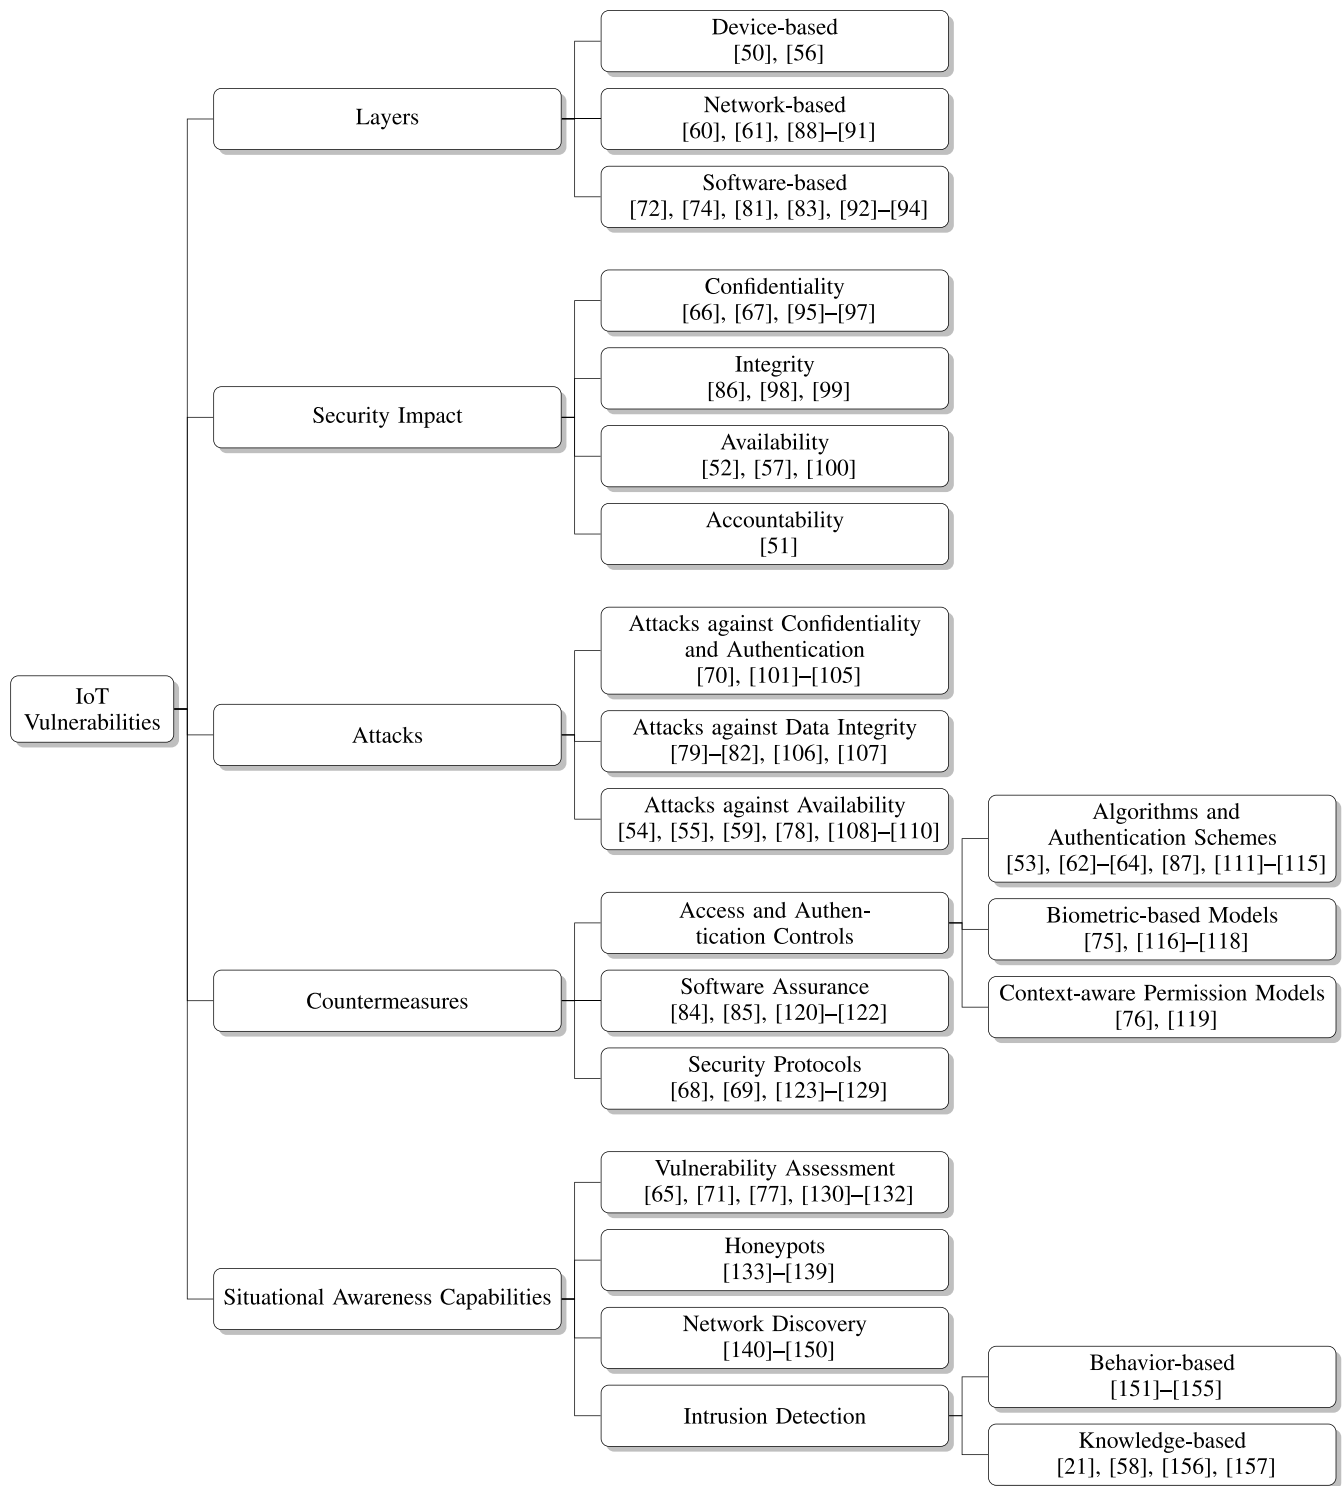 IoT
Vulnerabilities
Layers
Device-based
[50], [56]
Network-based
[60], [61], [88]–[91]
Software-based
[72], [74], [81], [83], [92]–[94]
Security Impact
Confidentiality
[66], [67], [95]–[97]
Integrity
[86], [98], [99]
Availability
[52], [57], [100]
Accountability
[51]
Attacks
Attacks against Confidentiality
and Authentication
[70], [101]–[105]
Attacks against Data Integrity
[79]–[82], [106], [107]
Attacks against Availability
[54], [55], [59], [78], [108]–[110]
Countermeasures
Access and Authen-
tication Controls
Algorithms and
Authentication Schemes
[53], [62]–[64], [87], [111]–[115]
Biometric-based Models
[75], [116]–[118]
Context-aware Permission Models
[76], [119]
Software Assurance
[84], [85], [120]–[122]
Security Protocols
[68], [69], [123]–[129]
Situational Awareness Capabilities
Vulnerability Assessment
[65], [71], [77], [130]–[132]
Honeypots
[133]–[139]
Network Discovery
[140]–[150]
Intrusion Detection
Behavior-based
[151]–[155]
Knowledge-based
[21], [58], [156], [157]